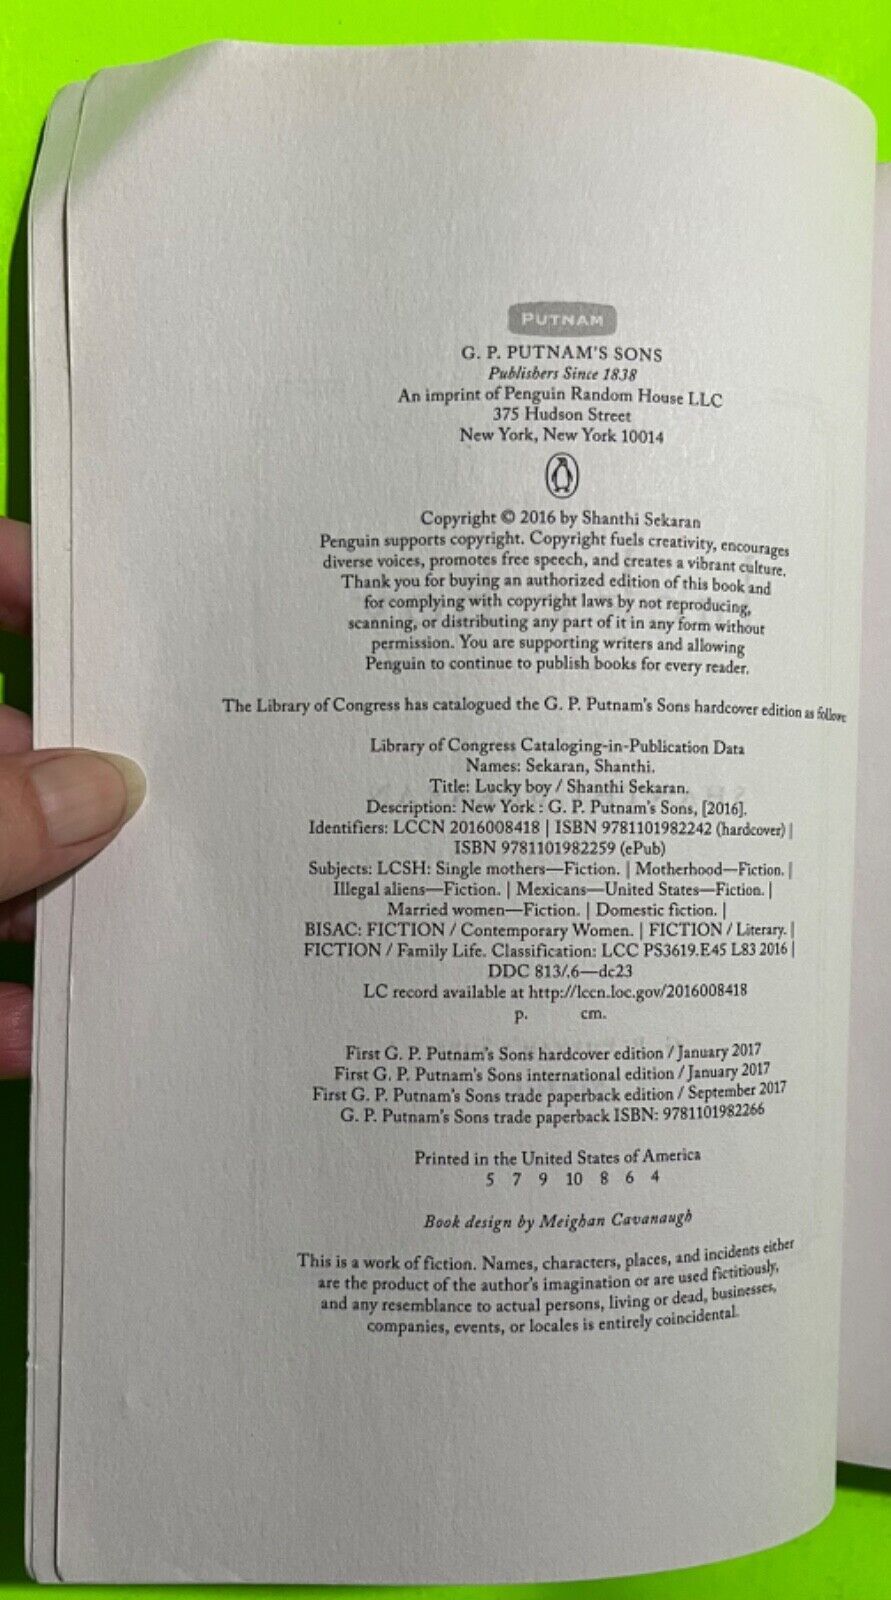 PUTNAM
G. P. PUTNAM'S SONS
Publishers Since 1838
An imprint of Penguin Random House LLC
375 Hudson Street
New York, New York 10014
Copyright © 2016 by Shanthi Sekaran
Penguin supports copyright. Copyright fuels creativity, encourages
diverse voices, promotes free speech, and creates a vibrant culture.
Thank you for buying an authorized edition of this book and
for complying with copyright laws by not reproducing,
scanning, or distributing any part of it in any form without
permission. You are supporting writers and allowing
Penguin to continue to publish books for every reader.
The Library of Congress has catalogued the G. P. Putnam's Sons hardcover edition as follows
Library of Congress Cataloging-in-Publication Data
Names: Sekaran, Shanthi.
Title: Lucky boy / Shanthi Sekaran.
Description: New York : G. P. Putnam's Sons, [2016].
Identifiers: LCCN 2016008418 | ISBN 9781101982242 (hardcover) |
ISBN 9781101982259 (ePub)
Subjects: LCSH: Single mothers—Fiction. | Motherhood—Fiction. |
Illegal aliens—Fiction. | Mexicans—United States—Fiction. |
Married women—Fiction. | Domestic fiction. |
BISAC: FICTION / Contemporary Women. | FICTION / Literary. |
FICTION / Family Life. Classification: LCC PS3619.E45 L83 2016 |
DDC 813/.6—dc23
LC record available at http://lccn.loc.gov/2016008418
p. cm.
First G. P. Putnam's Sons hardcover edition / January 2017
First G. P. Putnam's Sons international edition / January 2017
First G. P. Putnam's Sons trade paperback edition / September 2017
G. P. Putnam's Sons trade paperback ISBN: 9781101982266
Printed in the United States of America
5 7 9 10 8 6 4
Book design by Meighan Cavanaugh
This is a work of fiction. Names, characters, places, and incidents either
are the product of the author's imagination or are used fictitiously,
and any resemblance to actual persons, living or dead, businesses,
companies, events, or locales is entirely coincidental.